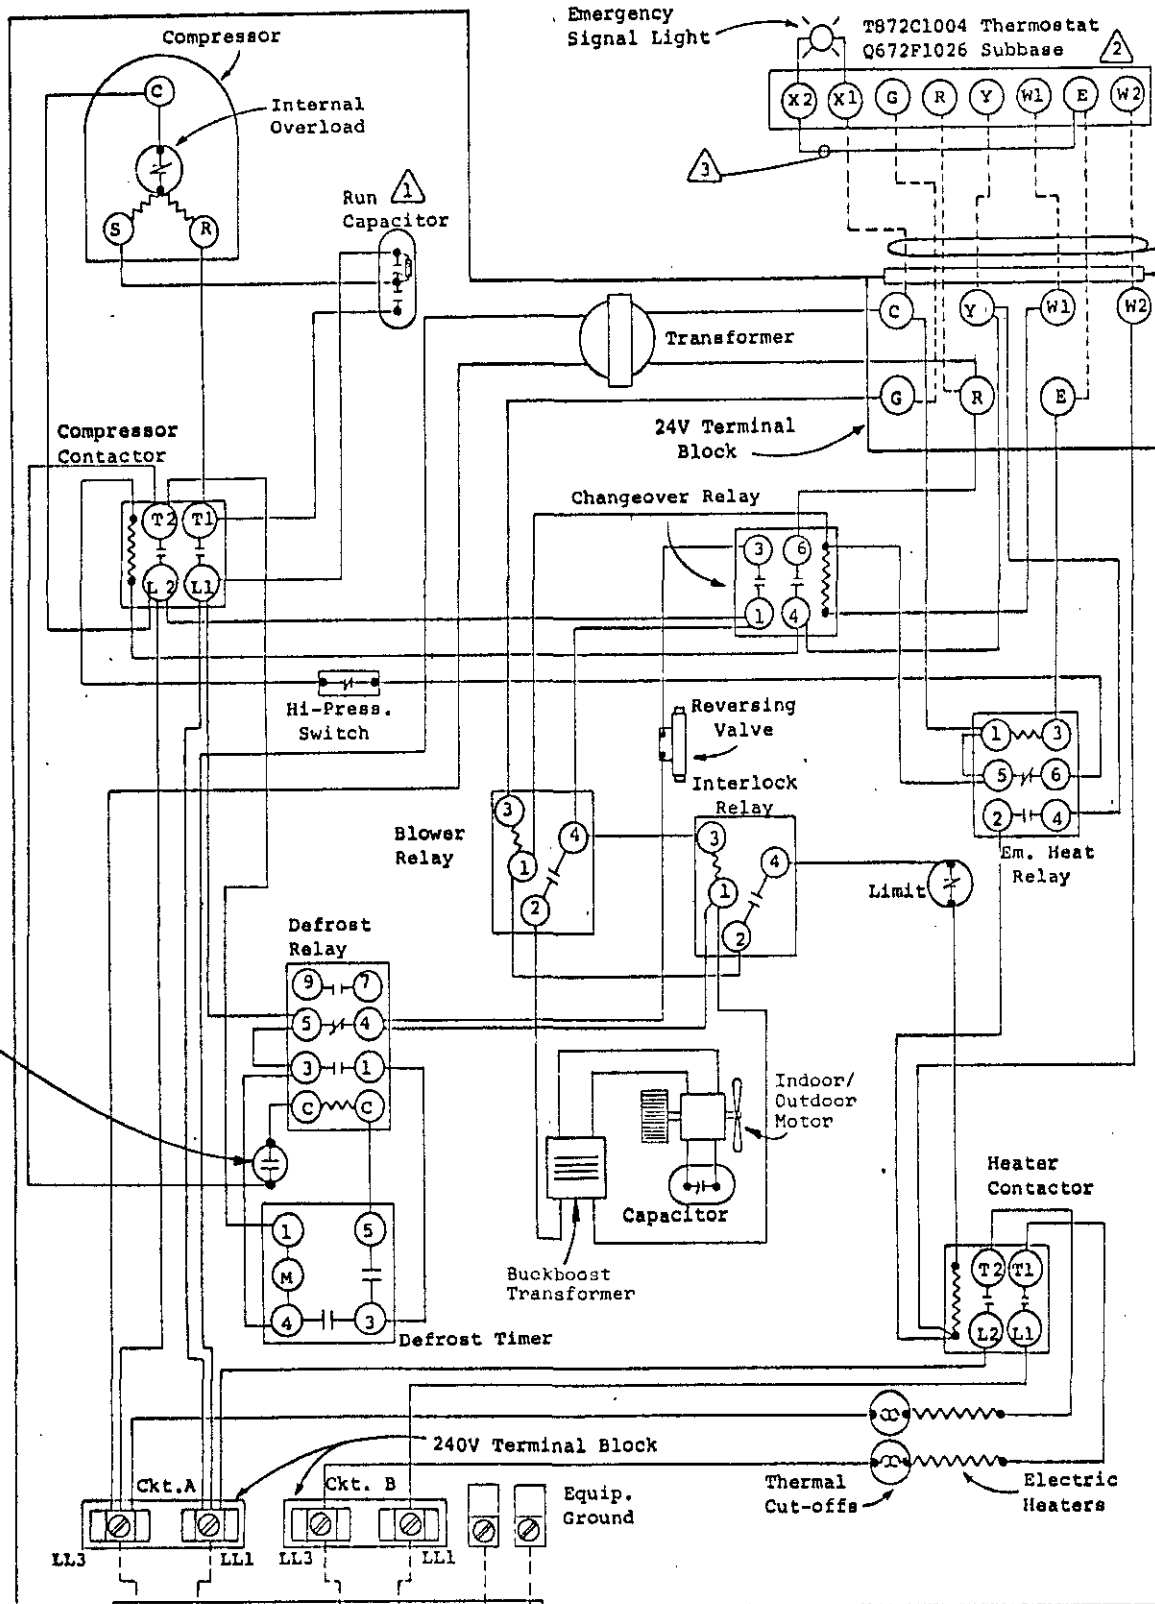 Emergency
Signal Light
T872C1004 Thermostat
Q672F1026 Subbase
2
X2 X1 G R Y W1 E W2
3
Compressor
C
Internal
Overload
S R
Run 1
Capacitor
Transformer
C Y W1 W2
G R E
24V Terminal
Block
Compressor
Contactor
T2 T1
L2 L1
Changeover Relay
3 6
1 4
Hi-Press.
Switch
Reversing
Valve
1 3
5 6
2 4
Em. Heat
Relay
Interlock
Relay
3 4
1
2
Blower
Relay
3 4
1
2
Limit
Defrost
Relay
9 7
5 4
3 1
C C
Indoor/
Outdoor
Motor
Capacitor
Buckboost
Transformer
1 5
M
4 3
Defrost Timer
Heater
Contactor
T2 T1
L2 L1
240V Terminal Block
Thermal
Cut-offs
Electric
Heaters
Ckt.A
Ckt. B
Equip.
Ground
LL3 LL1 LL3 LL1